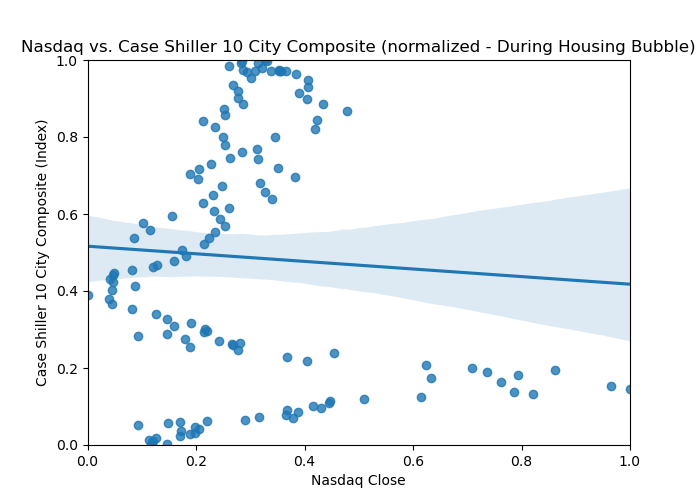 Nasdaq vs. Case Shiller 10 City Composite (normalized - During Housing Bubble)
1.0
0.8
0.6
0.4
0.2
0.0
Case Shiller 10 City Composite (Index)
0.0 0.2 0.4 0.6 0.8 1.0
Nasdaq Close